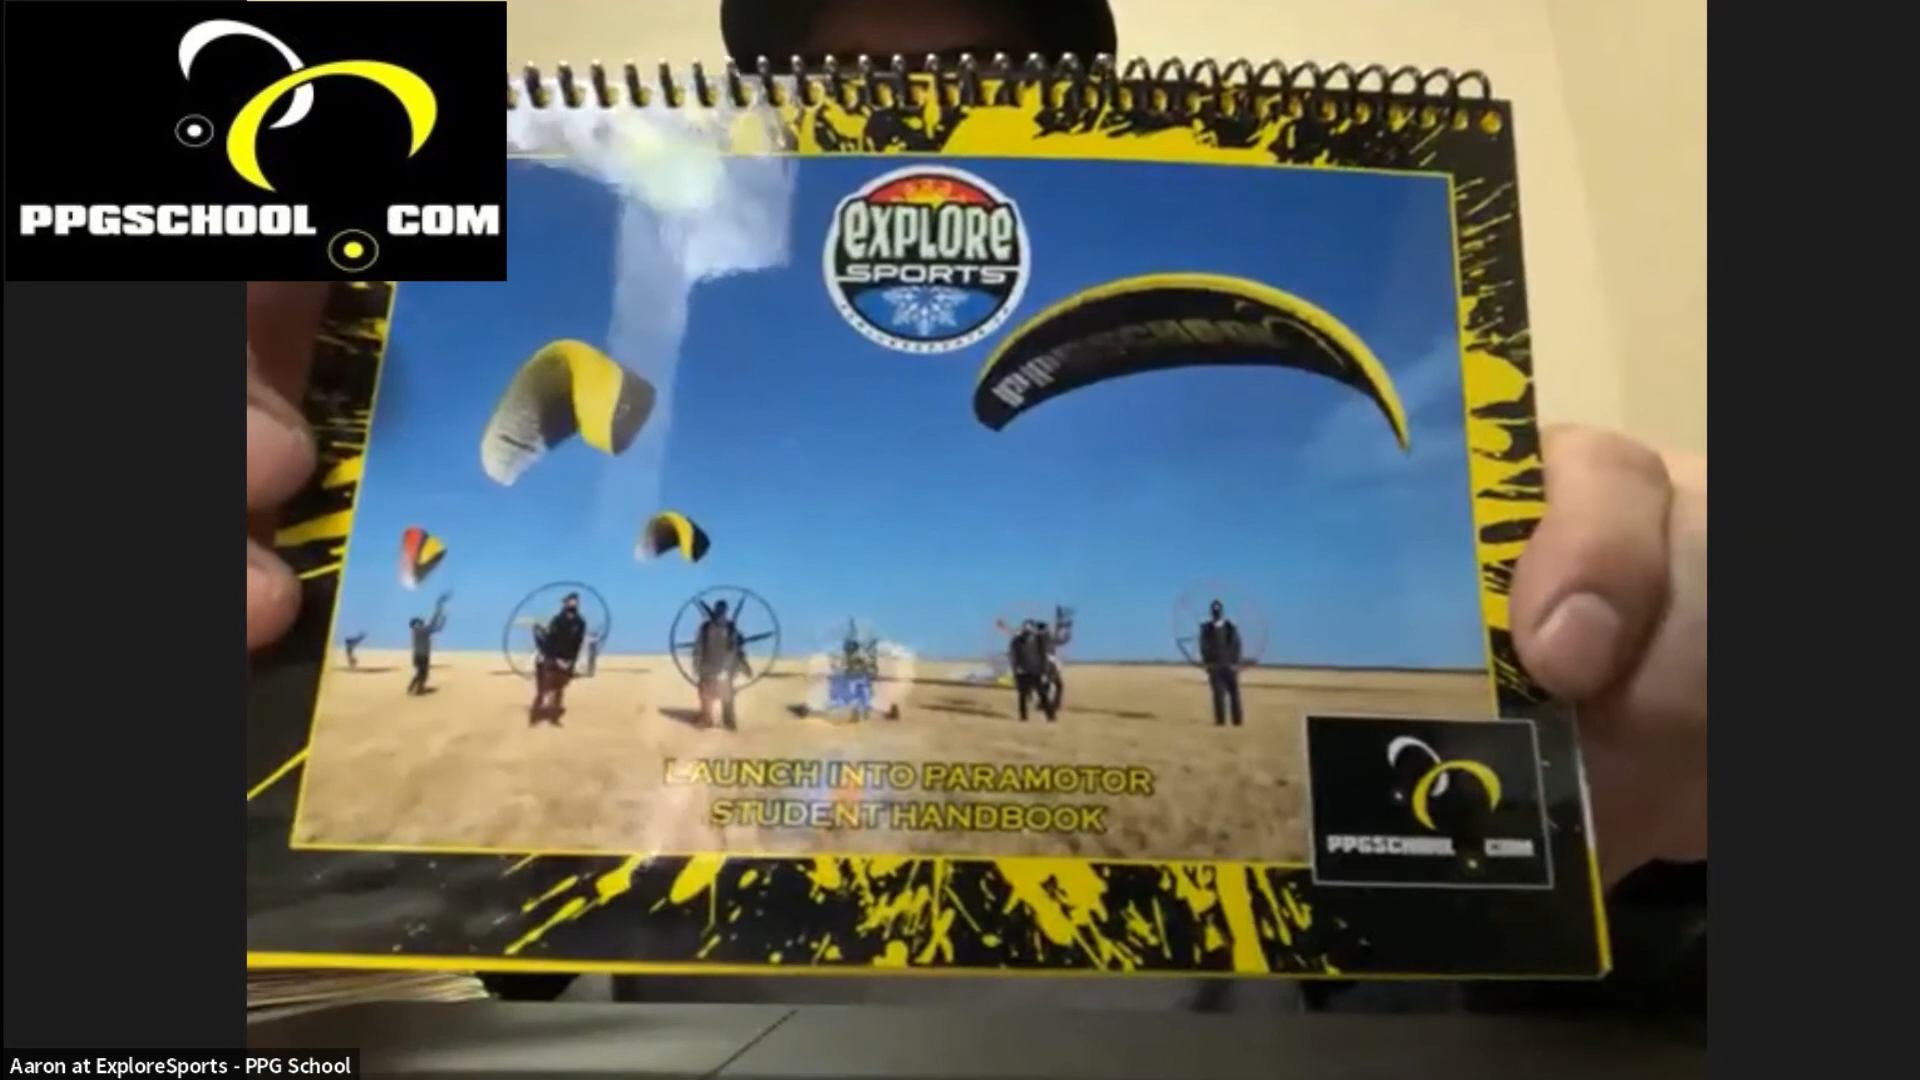 PPGSCHOOL.COM
EXPLORE
SPORTS
LAUNCH INTO PARAMOTOR
STUDENT HANDBOOK
PPGSCHOOL.COM
Aaron at ExploreSports - PPG School